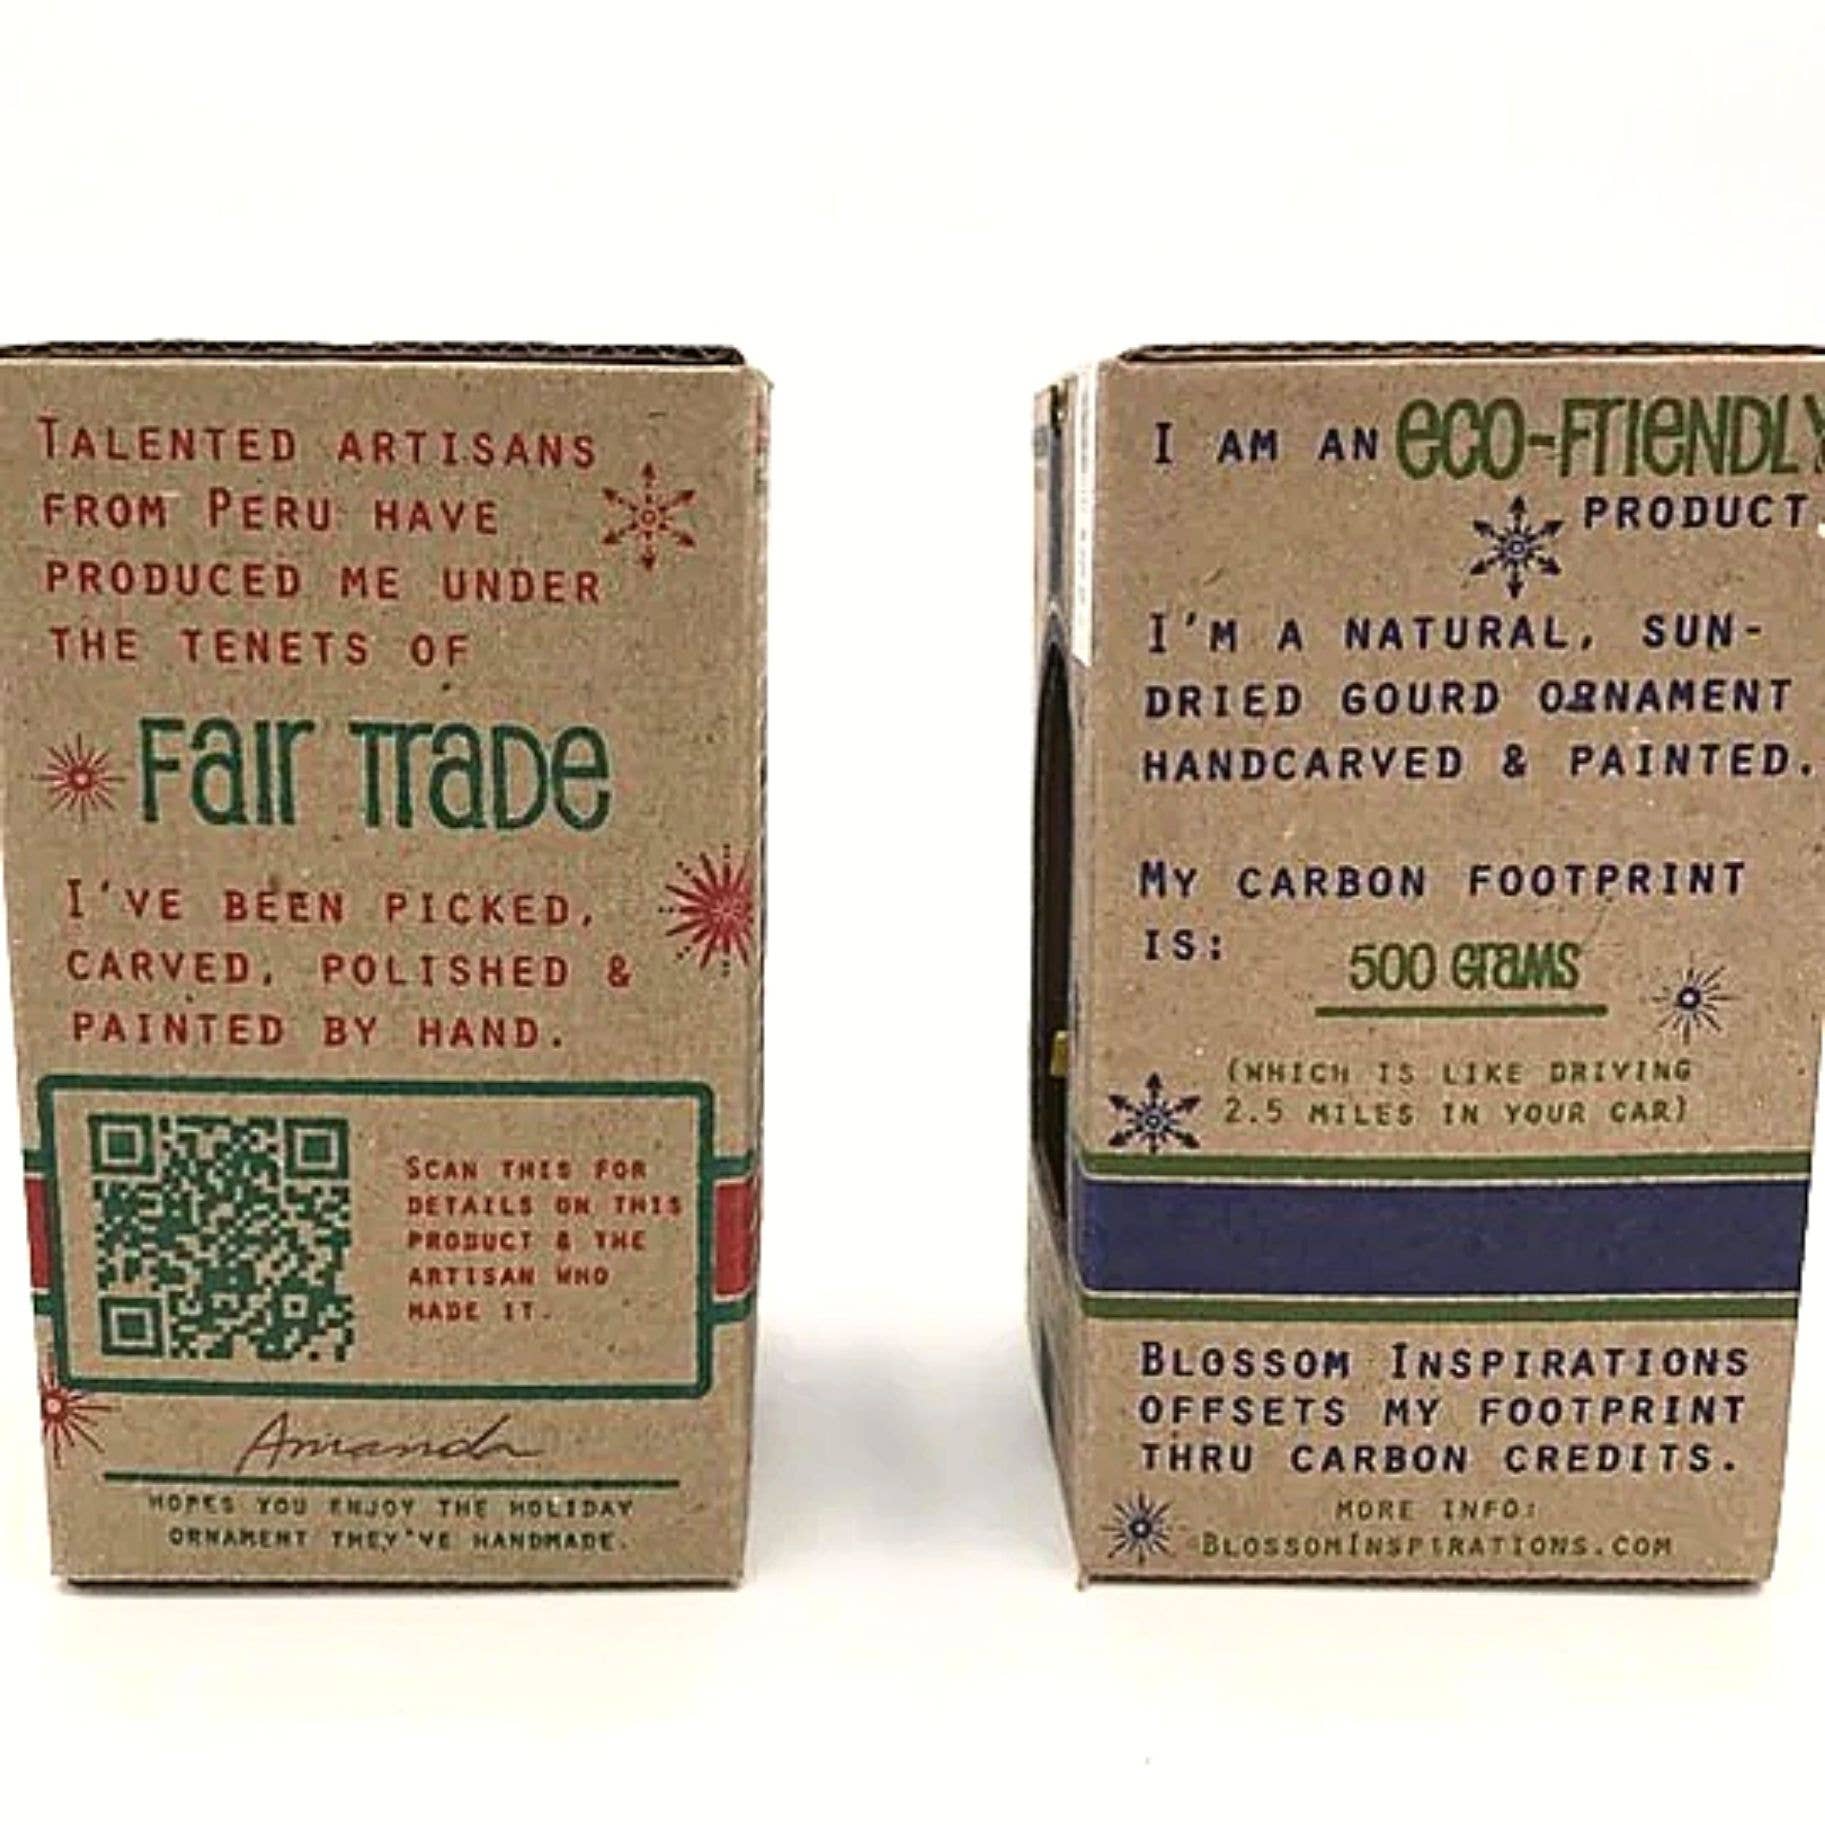 TALENTED ARTISANS
FROM PERU HAVE
PRODUCED ME UNDER
THE TENETS OF
Fair Trade
I'VE BEEN PICKED,
CARVED, POLISHED &
PAINTED BY HAND.
SCAN THIS FOR
DETAILS ON THIS
PRODUCT & THE
ARTISAN WHO
MADE IT.
Amanda
HOPES YOU ENJOY THE HOLIDAY
ORNAMENT THEY'VE HANDMADE.
I AM AN eco-Friendly
PRODUCT.
I'M A NATURAL, SUN-
DRIED GOURD ORNAMENT
HANDCARVED & PAINTED.
MY CARBON FOOTPRINT
IS:
500 Grams
(WHICH IS LIKE DRIVING
2.5 MILES IN YOUR CAR)
BLOSSOM INSPIRATIONS
OFFSETS MY FOOTPRINT
THRU CARBON CREDITS.
MORE INFO:
BLOSSOMINSPIRATIONS.COM